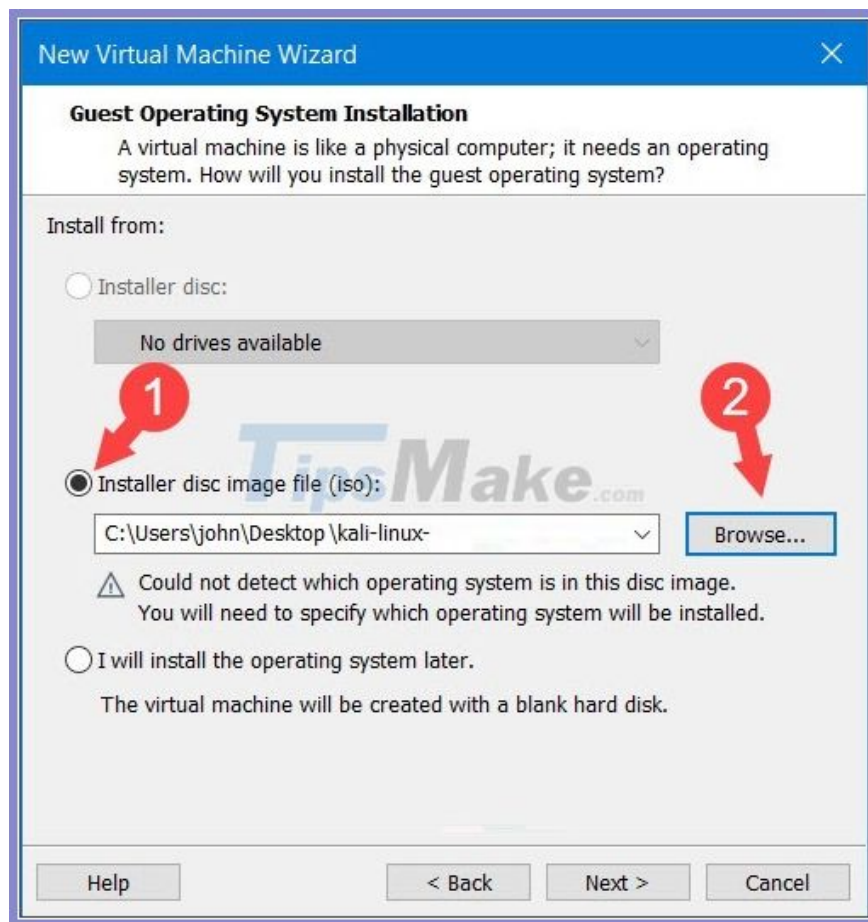 New Virtual Machine Wizard
Guest Operating System Installation
A virtual machine is like a physical computer; it needs an operating
system. How will you install the guest operating system?
Install from:
Installer disc:
No drives available
1
2
TipsMake.com
Installer disc image file (iso):
C:\Users\john\Desktop\kali-linux-
Browse...
Could not detect which operating system is in this disc image.
You will need to specify which operating system will be installed.
I will install the operating system later.
The virtual machine will be created with a blank hard disk.
Help
< Back
Next >
Cancel